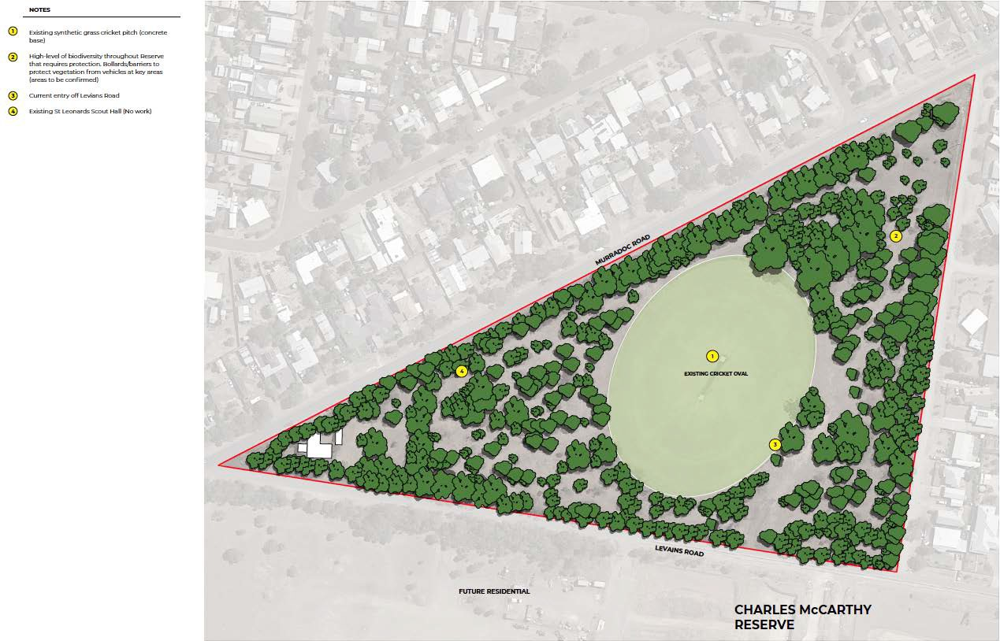 NOTES
1
Existing synthetic grass cricket pitch (concrete
base)
2
High-level of biodiversity throughout Reserve
that requires protection. Bollards/barriers to
protect vegetation from vehicles at key areas
(areas to be confirmed)
3
Current entry off Levians Road
4
Existing St Leonards Scout Hall (No work)
MURRADOC ROAD
2
1
EXISTING CRICKET OVAL
4
3
LEVAINS ROAD
FUTURE RESIDENTIAL
CHARLES McCARTHY
RESERVE